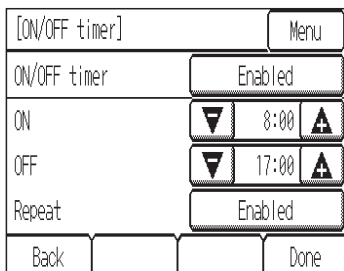 [ON/OFF timer] Menu
ON/OFF timer Enabled
ON 8:00
OFF 17:00
Repeat Enabled
Back Done